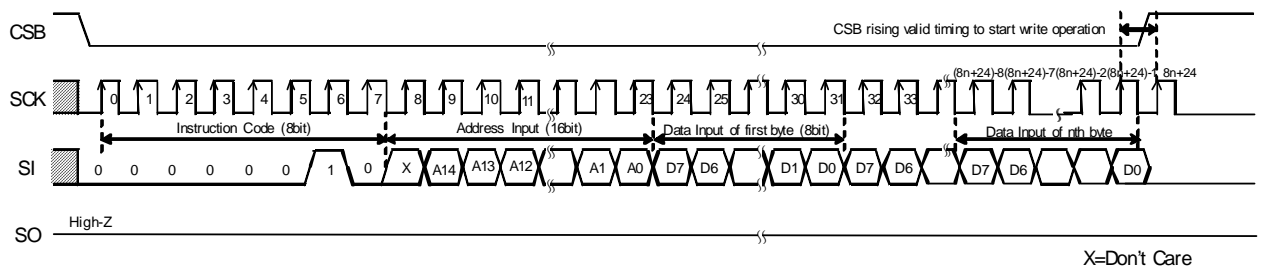 CSB
CSB rising valid timing to start write operation
SCK
0 1 2 3 4 5 6 7 8 9 10 11 23 24 25 30 31 32 33 (8n+24)-8 (8n+24)-7 (8n+24)-2 (8n+24)-1 8n+24
Instruction Code (8bit) Address Input (16bit) Data Input of first byte (8bit) Data Input of nth byte
SI
0 0 0 0 0 0 1 0 X A14 A13 A12 A1 A0 D7 D6 D1 D0 D7 D6 D7 D6 D0
High-Z
SO
X=Don't Care